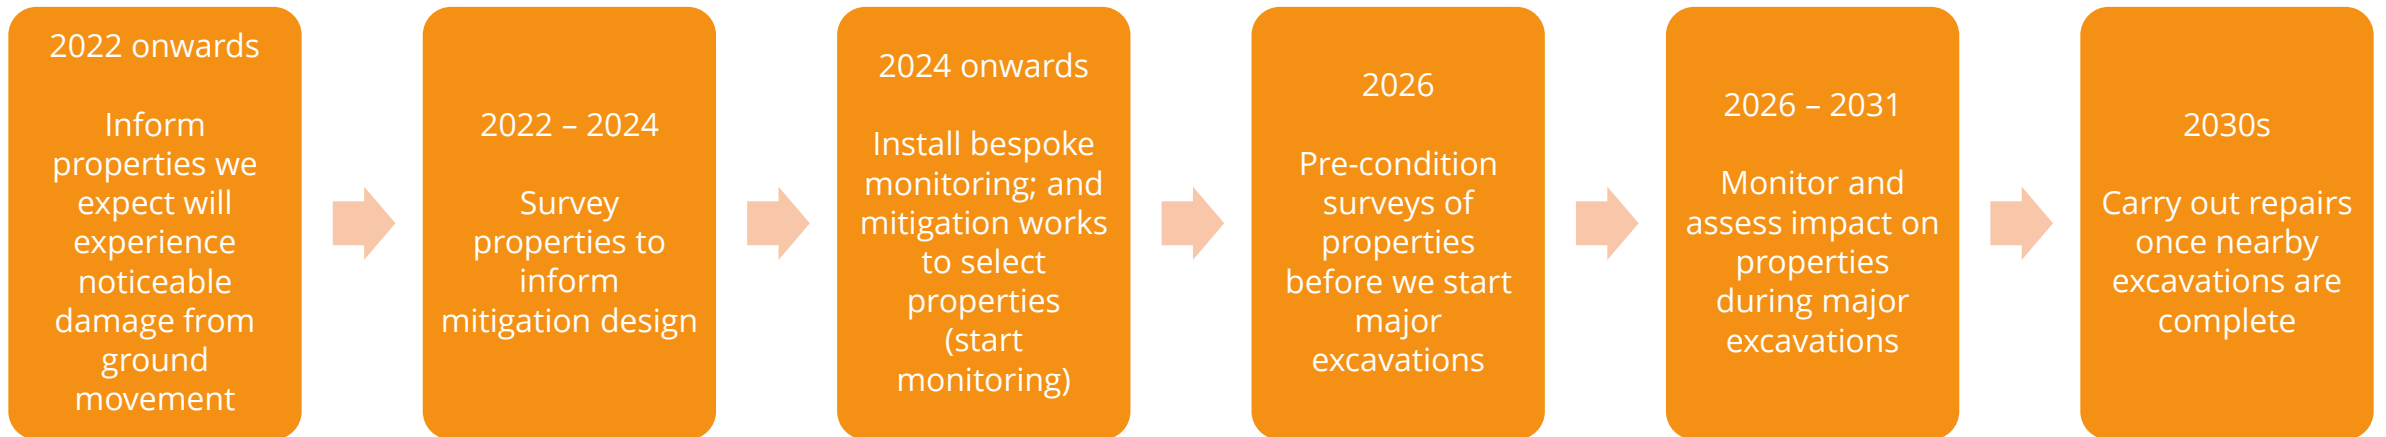 2022 onwards
Inform
properties we
expect will
experience
noticeable
damage from
ground
movement
2022 – 2024
Survey
properties to
inform
mitigation design
2024 onwards
Install bespoke
monitoring; and
mitigation works
to select
properties
(start
monitoring)
2026
Pre-condition
surveys of
properties
before we start
major
excavations
2026 – 2031
Monitor and
assess impact on
properties
during major
excavations
2030s
Carry out repairs
once nearby
excavations are
complete